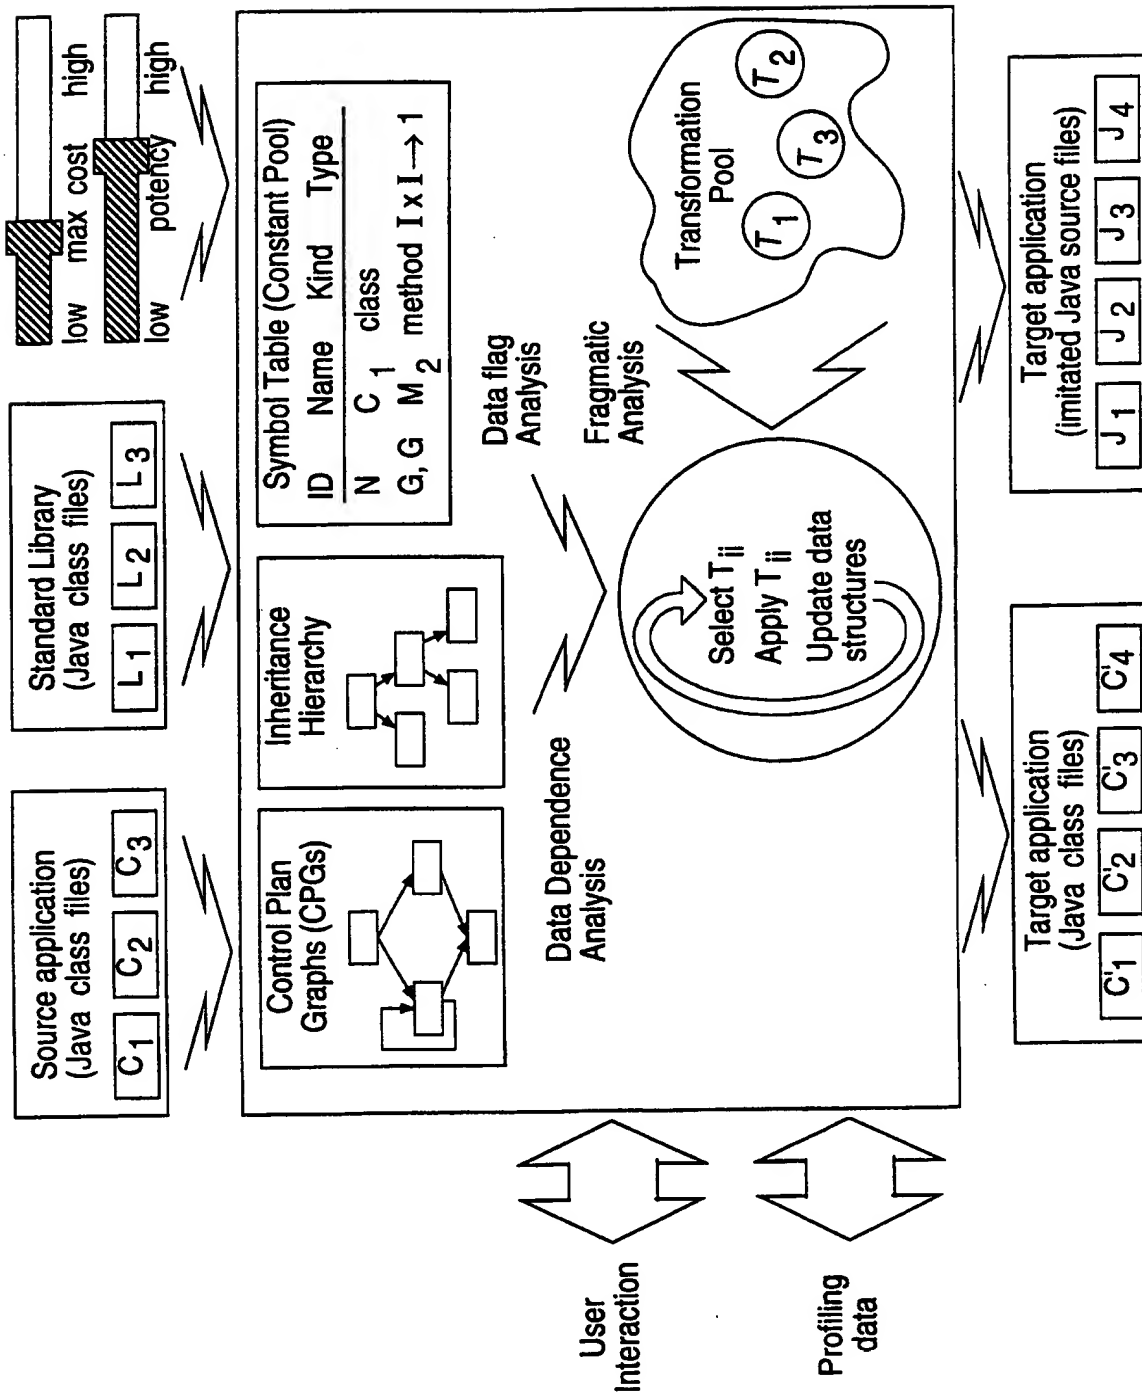 Source application
(Java class files)
C1 C2 C3
Standard Library
(Java class files)
L1 L2 L3
low max cost high
low potency high
Control Plan
Graphs (CPGs)
Inheritance
Hierarchy
Symbol Table (Constant Pool)
ID Name Kind Type
N C1 class
G, G M2 method I x I → 1
Data Dependence
Analysis
Data flag
Analysis
Fragmatic
Analysis
User
Interaction
Profiling
data
Select Tii
Apply Tii
Update data
structures
Transformation
Pool
T1
T3
T2
Target application
(Java class files)
C'1 C'2 C'3 C'4
Target application
(imitated Java source files)
J1 J2 J3 J4